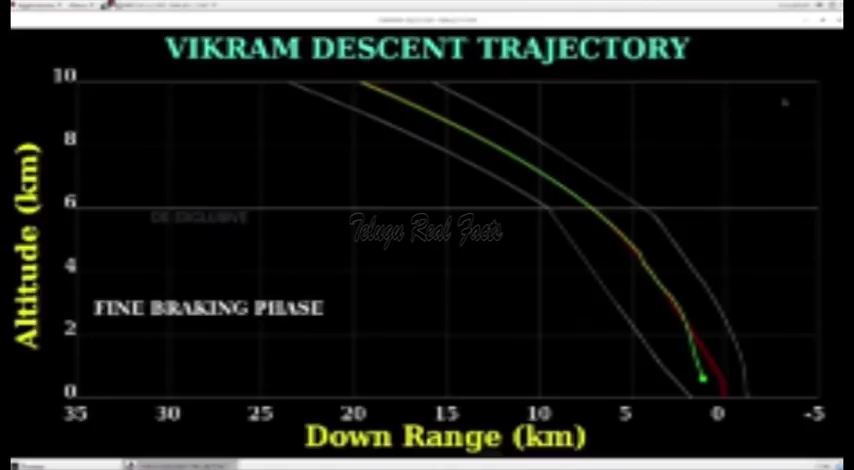 VIKRAM DESCENT TRAJECTORY
10
8
6
4
2
0
Altitude (km)
Telugu Real Facts
FINE BRAKING PHASE
35 30 25 20 15 10 5 0 -5
Down Range (km)